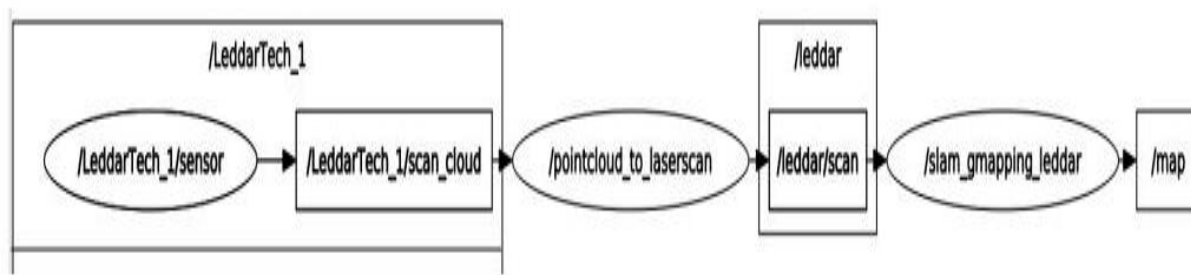 /LeddarTech_1
/leddar
/LeddarTech_1/sensor
/LeddarTech_1/scan_cloud
/pointcloud_to_laserscan
/leddar/scan
/slam_gmapping_leddar
/map